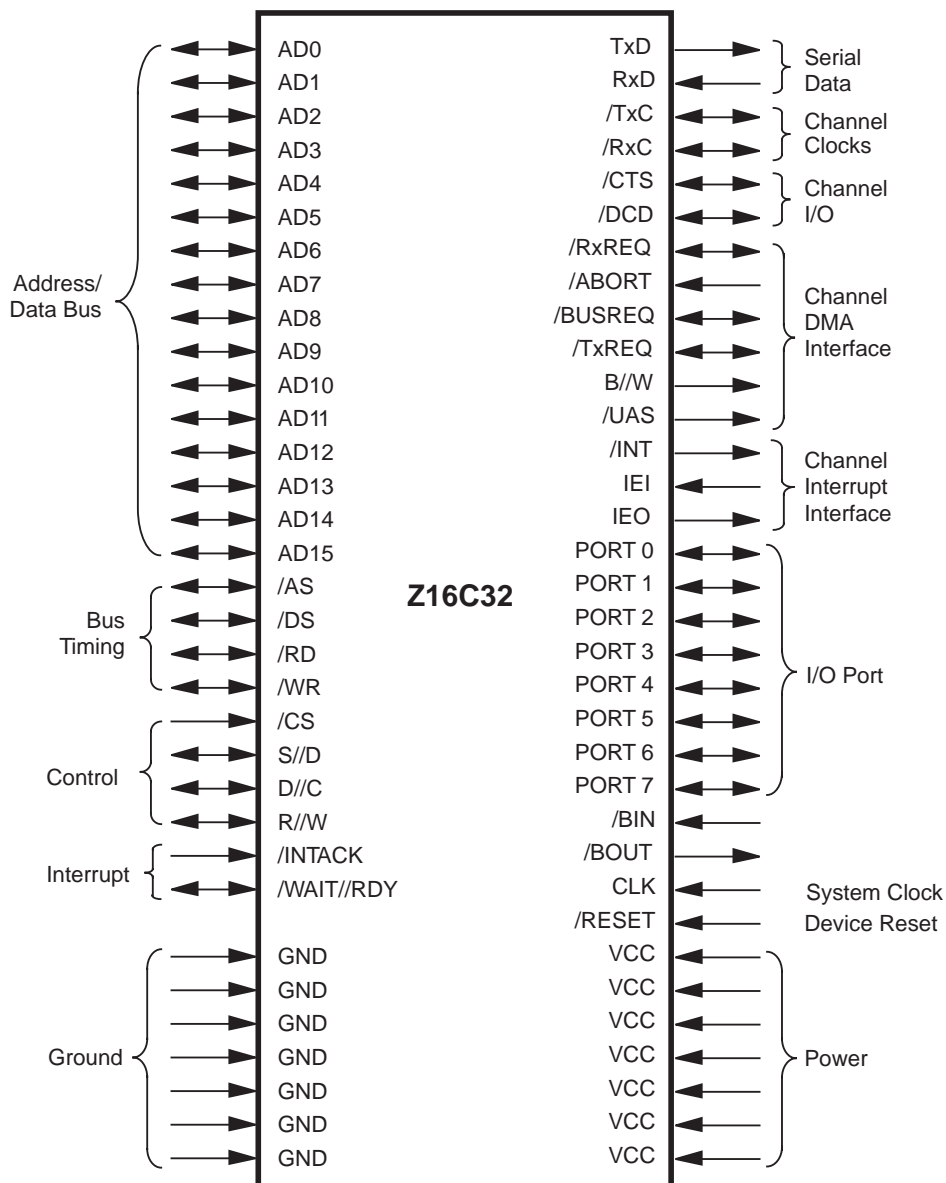 Address/
Data Bus
AD0
AD1
AD2
AD3
AD4
AD5
AD6
AD7
AD8
AD9
AD10
AD11
AD12
AD13
AD14
AD15
Bus
Timing
/AS
/DS
/RD
/WR
Control
/CS
S//D
D//C
R//W
Interrupt
/INTACK
/WAIT//RDY
Ground
GND
GND
GND
GND
GND
GND
GND
Z16C32
TxD
RxD
Serial
Data
/TxC
/RxC
Channel
Clocks
/CTS
/DCD
Channel
I/O
/RxREQ
/ABORT
/BUSREQ
/TxREQ
B//W
/UAS
Channel
DMA
Interface
/INT
IEI
IEO
Channel
Interrupt
Interface
PORT 0
PORT 1
PORT 2
PORT 3
PORT 4
PORT 5
PORT 6
PORT 7
I/O Port
/BIN
/BOUT
CLK
System Clock
/RESET
Device Reset
VCC
VCC
VCC
VCC
VCC
VCC
VCC
Power